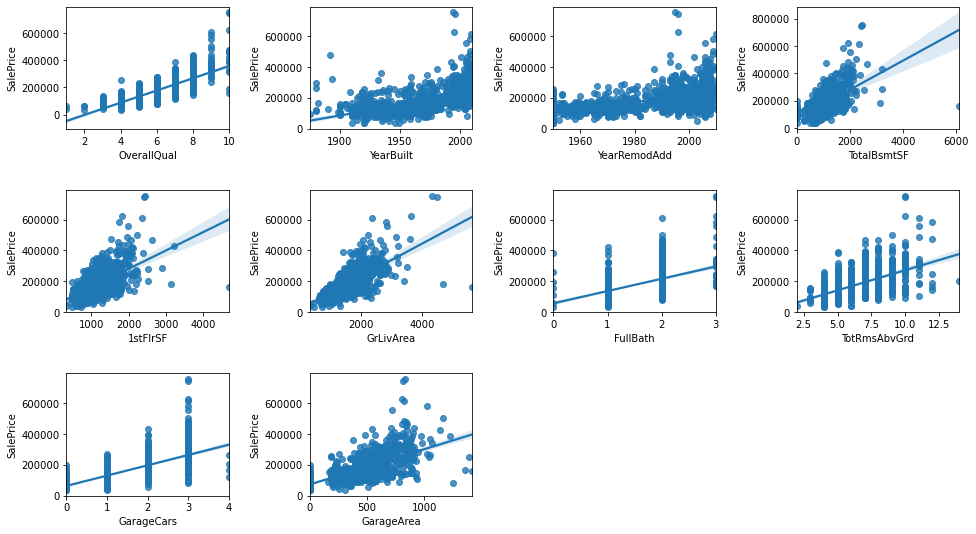 SalePrice
600000
400000
200000
0
2 4 6 8 10
OverallQual
SalePrice
600000
400000
200000
0
1900 1950 2000
YearBuilt
SalePrice
600000
400000
200000
0
1960 1980 2000
YearRemodAdd
SalePrice
800000
600000
400000
200000
0
0 2000 4000 6000
TotalBsmtSF
SalePrice
600000
400000
200000
0
1000 2000 3000 4000
1stFlrSF
SalePrice
600000
400000
200000
0
2000 4000
GrLivArea
SalePrice
600000
400000
200000
0
0 1 2 3
FullBath
SalePrice
600000
400000
200000
0
2.5 5.0 7.5 10.0 12.5
TotRmsAbvGrd
SalePrice
600000
400000
200000
0
0 1 2 3 4
GarageCars
SalePrice
600000
400000
200000
0
0 500 1000
GarageArea